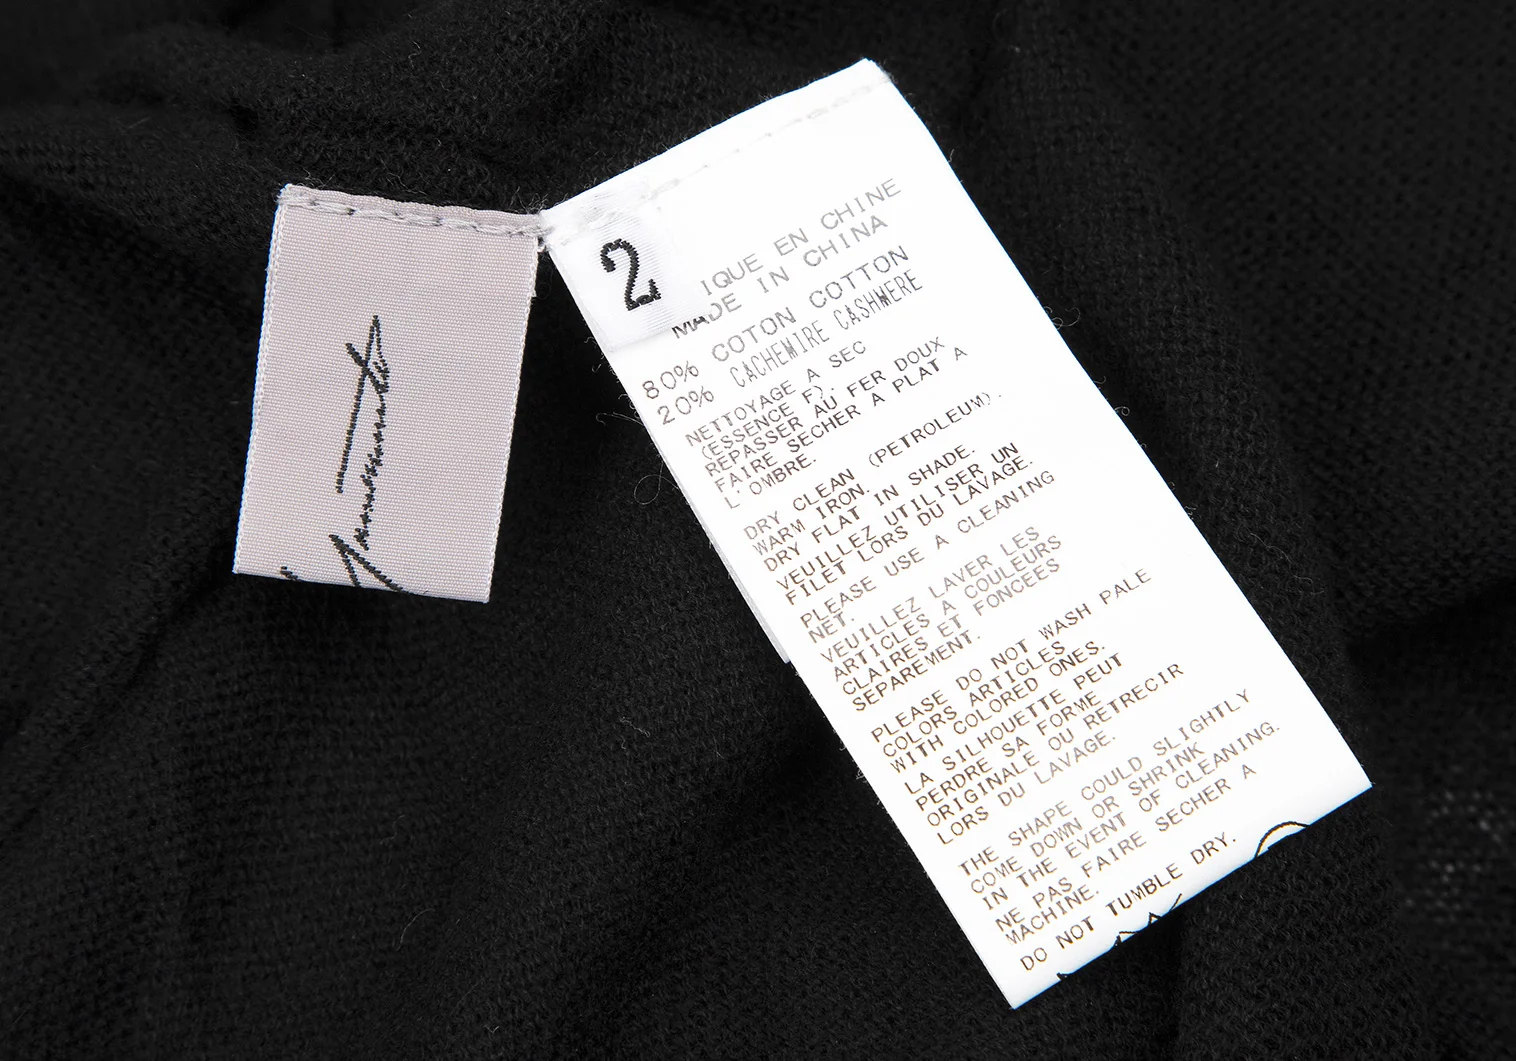 2
IQUE EN CHINE
MADE IN CHINA
80% COTON COTTON
20% CACHEMIRE CASHMERE
NETTOYAGE A SEC
(ESSENCE F).
REPASSER AU FER DOUX
FAIRE SECHER A PLAT A
L'OMBRE.
DRY CLEAN (PETROLEUM).
WARM IRON.
DRY FLAT IN SHADE.
VEUILLEZ UTILISER UN
FILET LORS DU LAVAGE.
PLEASE USE A CLEANING
NET.
VEUILLEZ LAVER LES
ARTICLES A COULEURS
CLAIRES ET FONCEES
SEPAREMENT.
PLEASE DO NOT WASH PALE
COLORS ARTICLES
WITH COLORED ONES.
LA SILHOUETTE PEUT
PERDRE SA FORME
ORIGINALE OU RETRECIR
LORS DU LAVAGE.
THE SHAPE COULD SLIGHTLY
COME DOWN OR SHRINK
IN THE EVENT OF CLEANING.
NE PAS FAIRE SECHER A
MACHINE.
DO NOT TUMBLE DRY.